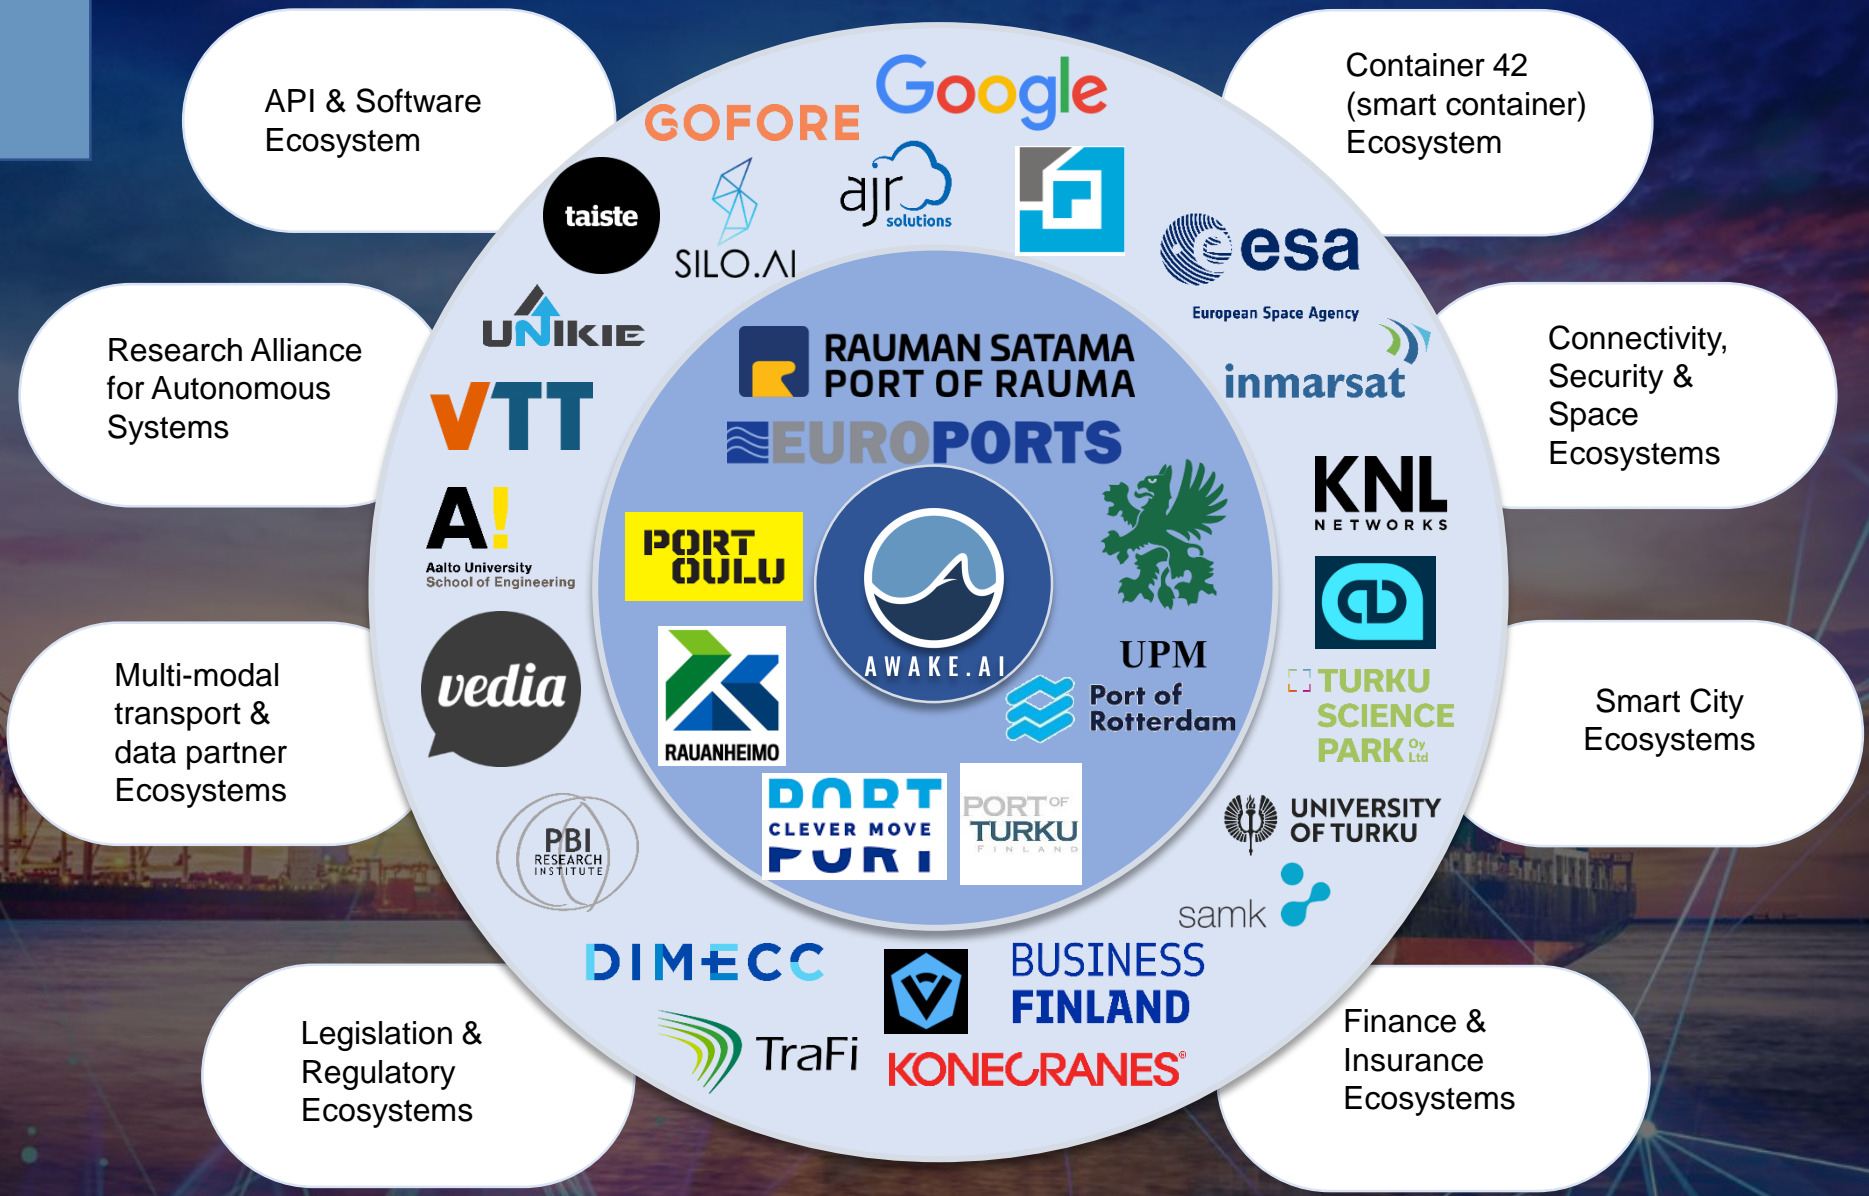 API & Software
Ecosystem
Container 42
(smart container)
Ecosystem
Google
GOFORE
taiste
SILO.AI
ajr
solutions
F
esa
European Space Agency
UNIKIE
inmarsat
Research Alliance
for Autonomous
Systems
Connectivity,
Security &
Space
Ecosystems
RAUMAN SATAMA
PORT OF RAUMA
EUROPORTS
VTT
KNL
NETWORKS
A!
Aalto University
School of Engineering
PORT
OULU
AWAKE.AI
UPM
vedia
RAUANHEIMO
Port of
Rotterdam
TURKU
SCIENCE
PARK Oy
Ltd
Multi-modal
transport &
data partner
Ecosystems
Smart City
Ecosystems
PORT
CLEVER MOVE
PORT
PORT OF
TURKU
FINLAND
UNIVERSITY
OF TURKU
PBI
RESEARCH
INSTITUTE
samk
DIMECC
BUSINESS
FINLAND
TraFi
KONECRANES®
Legislation &
Regulatory
Ecosystems
Finance &
Insurance
Ecosystems